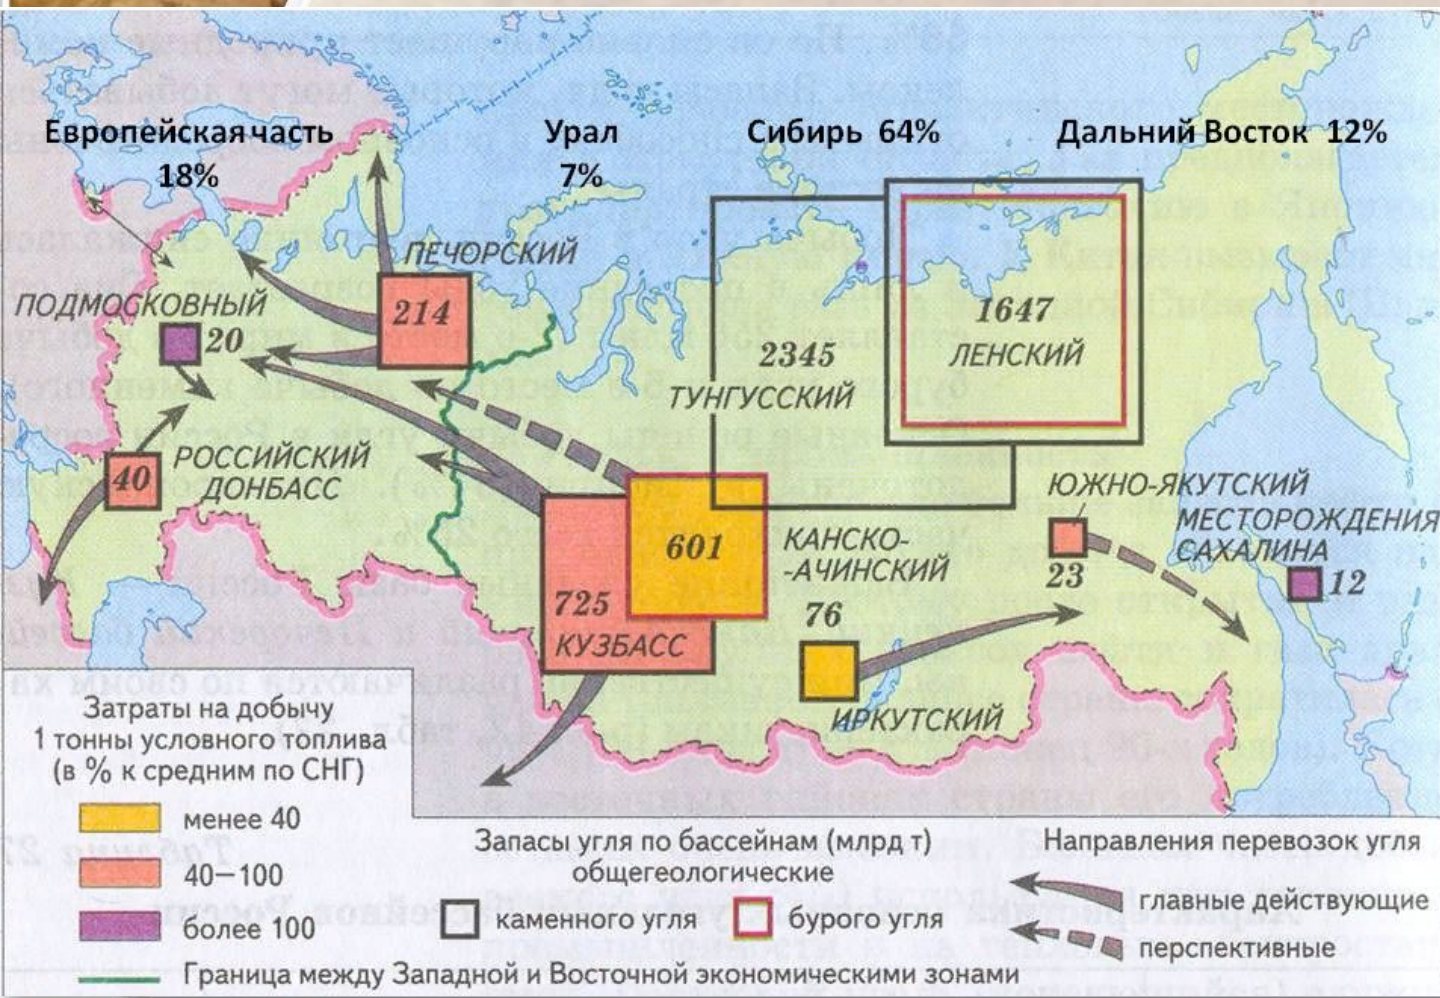 Европейская часть
18%
Урал
7%
Сибирь 64%
Дальний Восток 12%
ПЕЧОРСКИЙ
214
ПОДМОСКОВНЫЙ
20
1647
ЛЕНСКИЙ
2345
ТУНГУССКИЙ
РОССИЙСКИЙ
ДОНБАСС
40
ЮЖНО-ЯКУТСКИЙ
23
МЕСТОРОЖДЕНИЯ
САХАЛИНА
12
601
КАНСКО-
-АЧИНСКИЙ
725
КУЗБАСС
76
ИРКУТСКИЙ
Затраты на добычу
1 тонны условного топлива
(в % к средним по СНГ)
менее 40
40–100
более 100
Запасы угля по бассейнам (млрд т)
общегеологические
каменного угля
бурого угля
Направления перевозок угля
главные действующие
перспективные
Граница между Западной и Восточной экономическими зонами